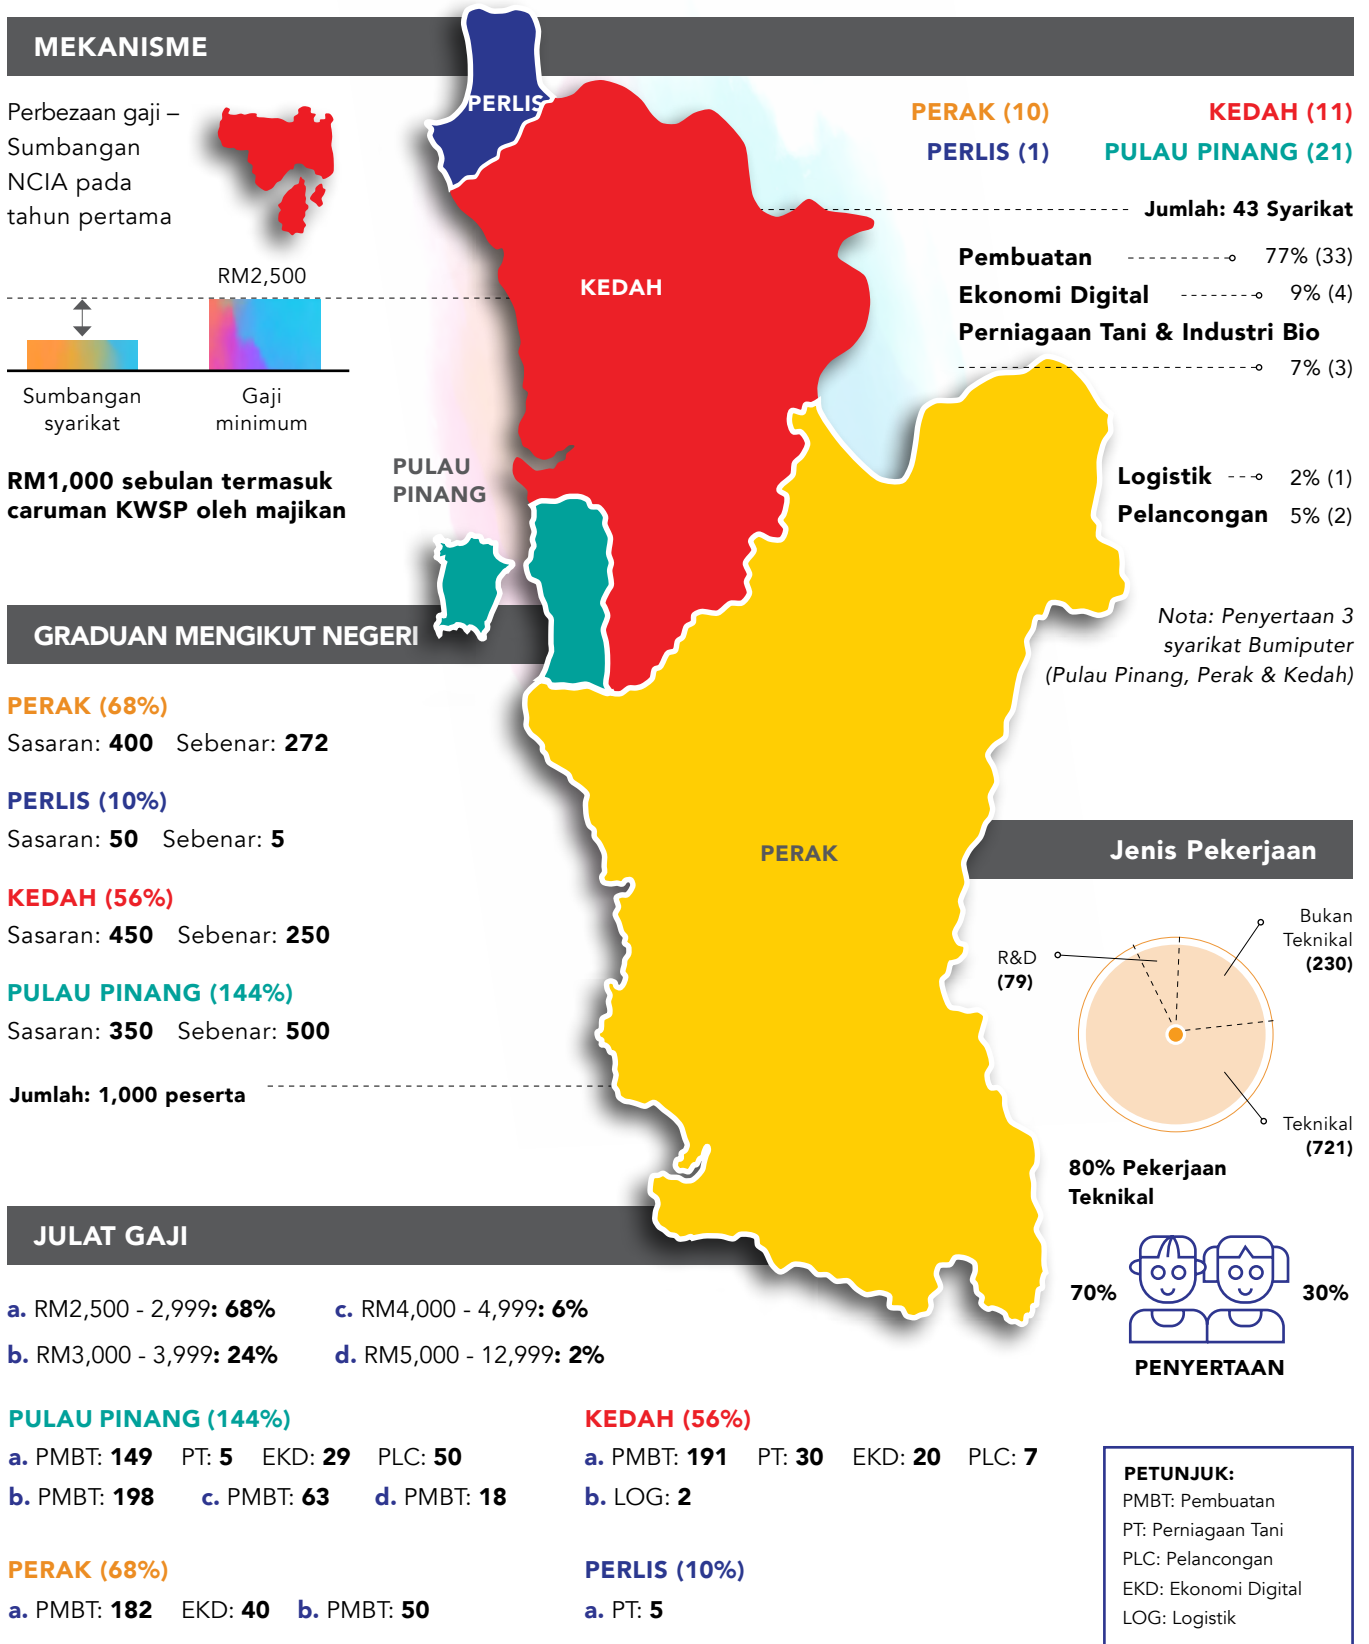 MEKANISME
Perbezaan gaji –
Sumbangan
NCIA pada
tahun pertama
RM2,500
Sumbangan
syarikat
Gaji
minimum
RM1,000 sebulan termasuk
caruman KWSP oleh majikan
PERLIS
KEDAH
PULAU
PINANG
PERAK
PERAK (10) KEDAH (11)
PERLIS (1) PULAU PINANG (21)
Jumlah: 43 Syarikat
Pembuatan 77% (33)
Ekonomi Digital 9% (4)
Perniagaan Tani & Industri Bio
7% (3)
Logistik 2% (1)
Pelancongan 5% (2)
Nota: Penyertaan 3
syarikat Bumiputer
(Pulau Pinang, Perak & Kedah)
GRADUAN MENGIKUT NEGERI
PERAK (68%)
Sasaran: 400 Sebenar: 272
PERLIS (10%)
Sasaran: 50 Sebenar: 5
KEDAH (56%)
Sasaran: 450 Sebenar: 250
PULAU PINANG (144%)
Sasaran: 350 Sebenar: 500
Jumlah: 1,000 peserta
Jenis Pekerjaan
R&D
(79)
Bukan
Teknikal
(230)
Teknikal
(721)
80% Pekerjaan
Teknikal
70% 30%
PENYERTAAN
JULAT GAJI
a. RM2,500 - 2,999: 68% c. RM4,000 - 4,999: 6%
b. RM3,000 - 3,999: 24% d. RM5,000 - 12,999: 2%
PULAU PINANG (144%)
a. PMBT: 149 PT: 5 EKD: 29 PLC: 50
b. PMBT: 198 c. PMBT: 63 d. PMBT: 18
KEDAH (56%)
a. PMBT: 191 PT: 30 EKD: 20 PLC: 7
b. LOG: 2
PERAK (68%)
a. PMBT: 182 EKD: 40 b. PMBT: 50
PERLIS (10%)
a. PT: 5
PETUNJUK:
PMBT: Pembuatan
PT: Perniagaan Tani
PLC: Pelancongan
EKD: Ekonomi Digital
LOG: Logistik